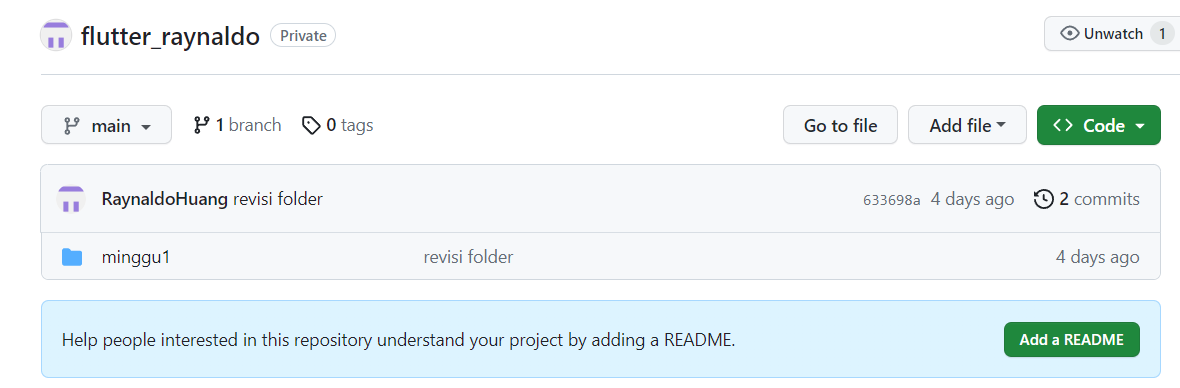 flutter_raynaldo Private Unwatch 1
main 1 branch 0 tags Go to file Add file <> Code
RaynaldoHuang revisi folder 633698a 4 days ago 2 commits
minggu1 revisi folder 4 days ago
Help people interested in this repository understand your project by adding a README. Add a README